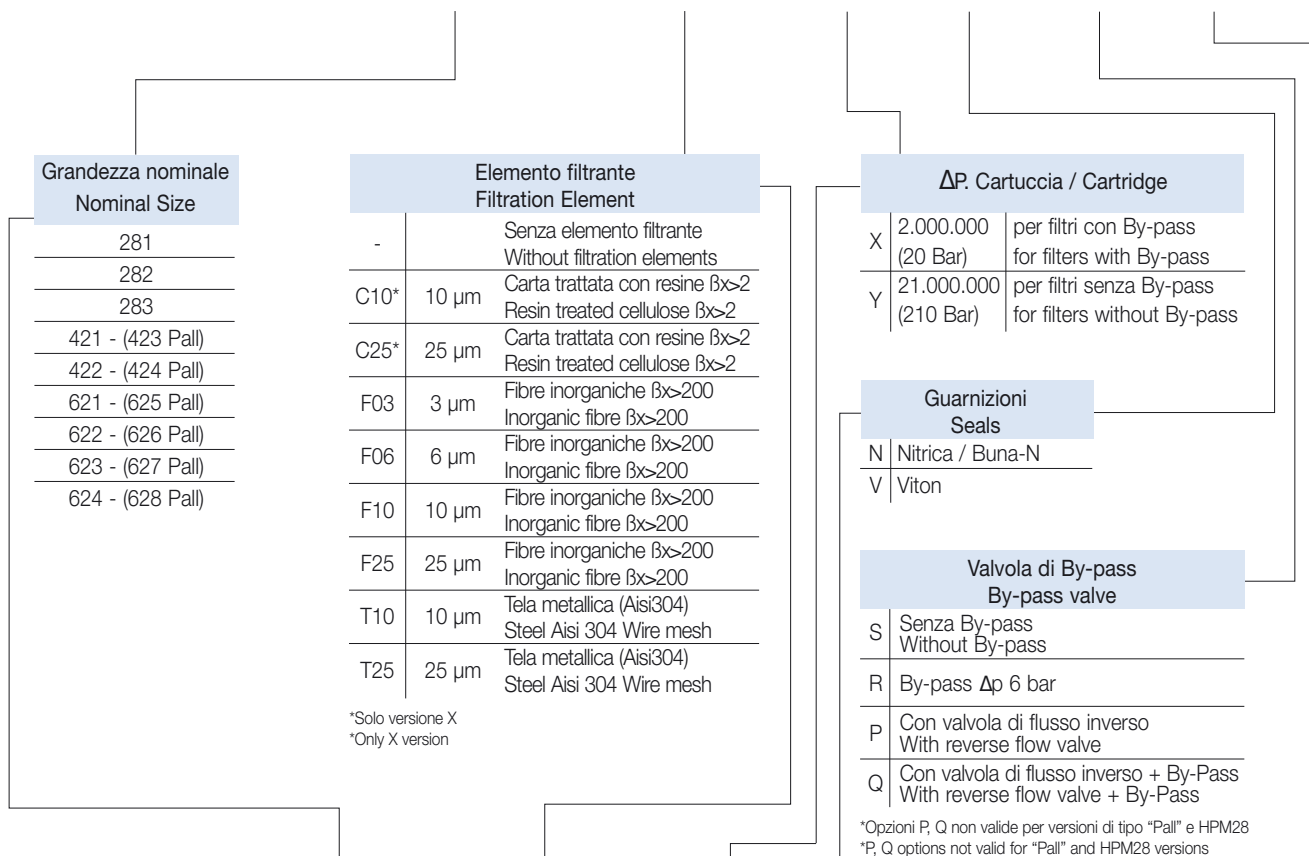 Grandezza nominale
Nominal Size
281
282
283
421 - (423 Pall)
422 - (424 Pall)
621 - (625 Pall)
622 - (626 Pall)
623 - (627 Pall)
624 - (628 Pall)
Elemento filtrante
Filtration Element
- Senza elemento filtrante
Without filtration elements
C10* 10 µm Carta trattata con resine ßx>2
Resin treated cellulose ßx>2
C25* 25 µm Carta trattata con resine ßx>2
Resin treated cellulose ßx>2
F03 3 µm Fibre inorganiche ßx>200
Inorganic fibre ßx>200
F06 6 µm Fibre inorganiche ßx>200
Inorganic fibre ßx>200
F10 10 µm Fibre inorganiche ßx>200
Inorganic fibre ßx>200
F25 25 µm Fibre inorganiche ßx>200
Inorganic fibre ßx>200
T10 10 µm Tela metallica (Aisi304)
Steel Aisi 304 Wire mesh
T25 25 µm Tela metallica (Aisi304)
Steel Aisi 304 Wire mesh
*Solo versione X
*Only X version
ΔP. Cartuccia / Cartridge
X 2.000.000 per filtri con By-pass
(20 Bar) for filters with By-pass
Y 21.000.000 per filtri senza By-pass
(210 Bar) for filters without By-pass
Guarnizioni
Seals
N Nitrica / Buna-N
V Viton
Valvola di By-pass
By-pass valve
S Senza By-pass
Without By-pass
R By-pass Δp 6 bar
P Con valvola di flusso inverso
With reverse flow valve
Q Con valvola di flusso inverso + By-Pass
With reverse flow valve + By-Pass
*Opzioni P, Q non valide per versioni di tipo “Pall” e HPM28
*P, Q options not valid for “Pall” and HPM28 versions